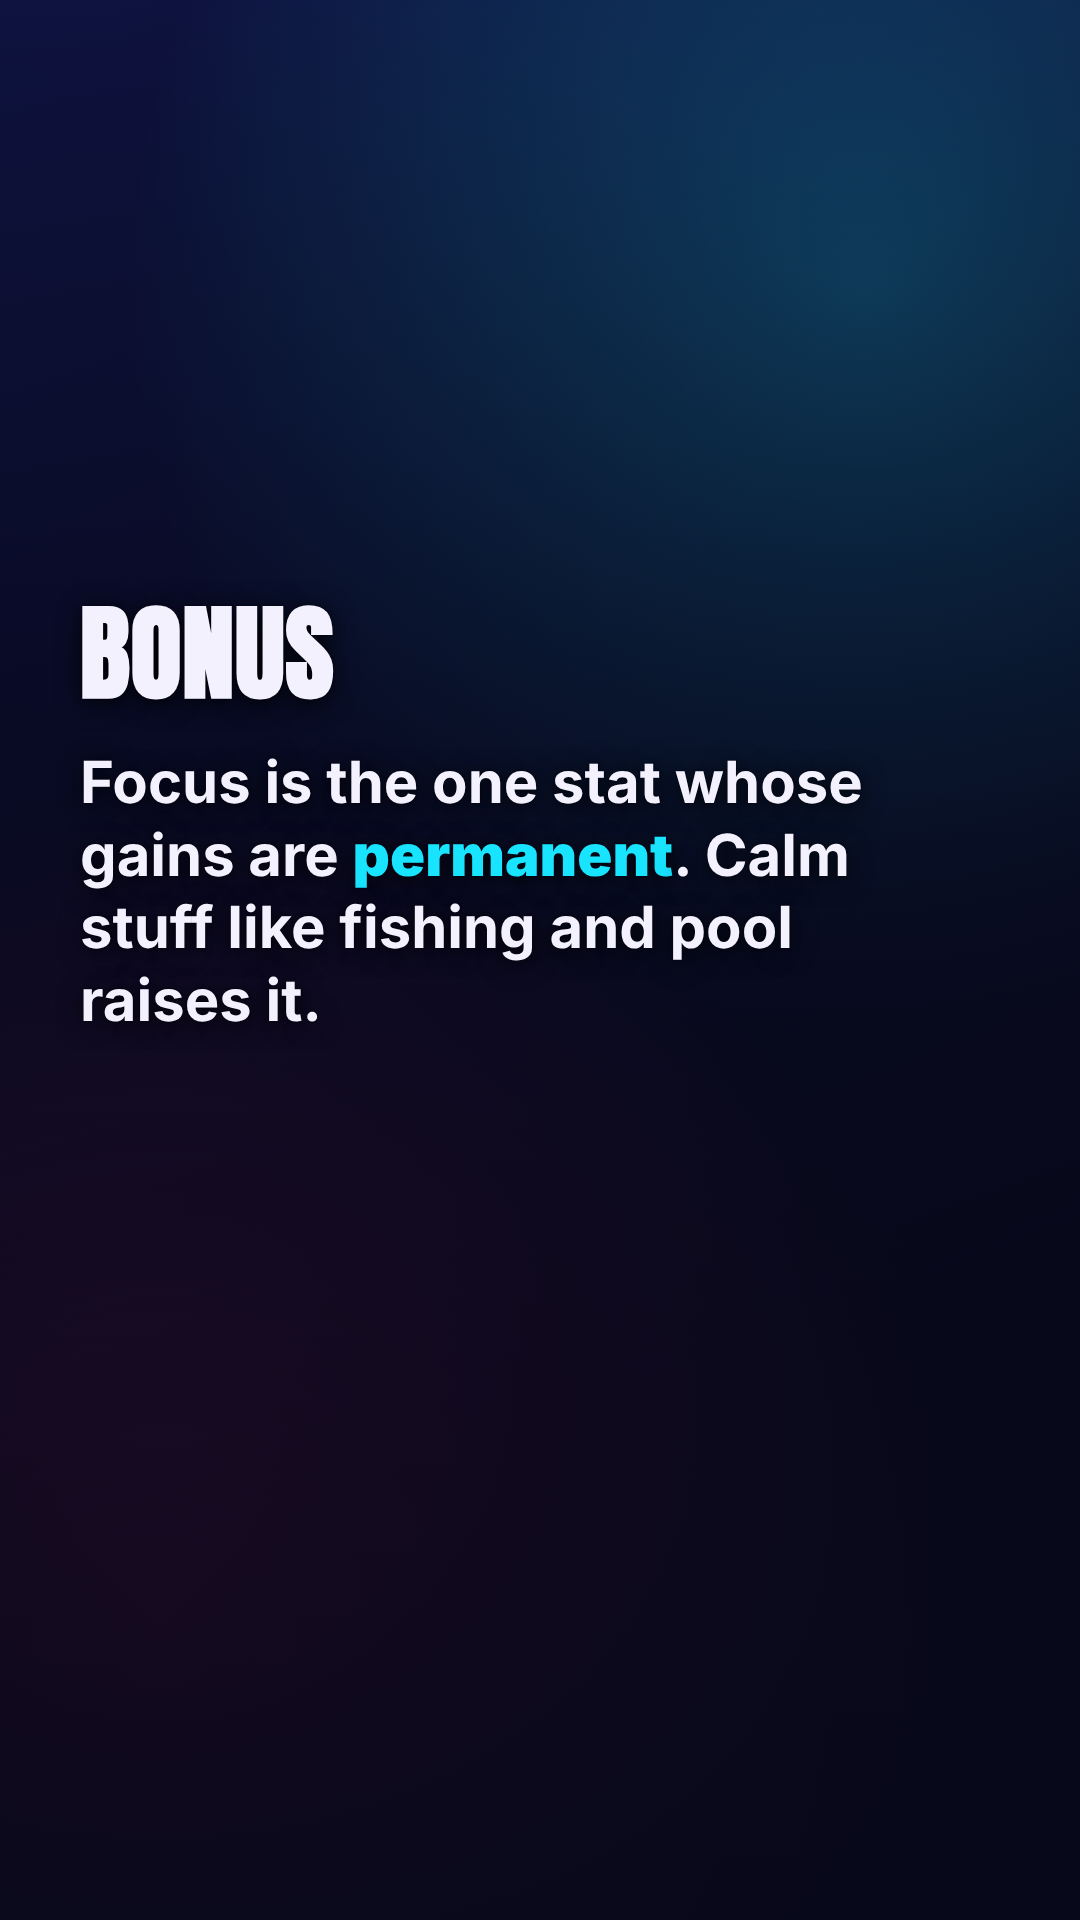 BONUS
Focus is the one stat whose
gains are permanent. Calm
stuff like fishing and pool
raises it.